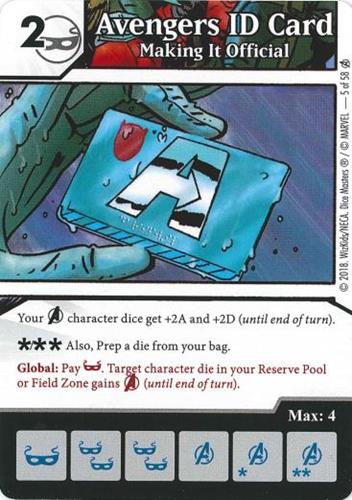 2
Avengers ID Card
Making It Official
© 2018. WizKids/NECA. Dice Masters ® / © MARVEL — 5 of 58
A
Your character dice get +2A and +2D (until end of turn).
*/** Also, Prep a die from your bag.
Global: Pay . Target character die in your Reserve Pool
or Field Zone gains (until end of turn).
Max: 4
* **